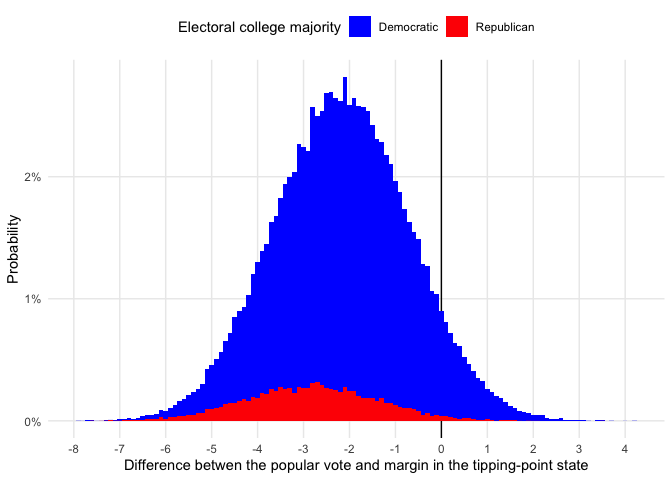 Electoral college majority Democratic Republican
Probability
2%
1%
0%
-8 -7 -6 -5 -4 -3 -2 -1 0 1 2 3 4
Difference betwen the popular vote and margin in the tipping-point state